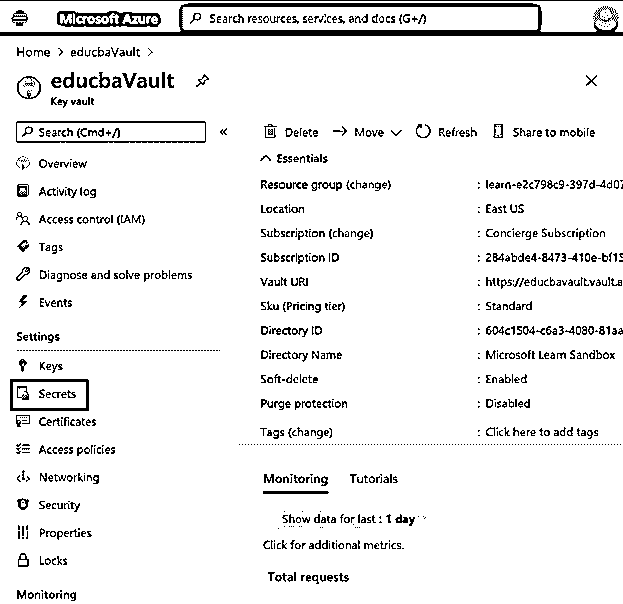 Microsoft Azure
Search resources, services, and docs (G+/)
Home > educbaVault >
educbaVault
Key vault
Search (Cmd+/)
«
Delete
Move
Refresh
Share to mobile
Overview
Activity log
Access control (IAM)
Tags
Diagnose and solve problems
Events
Settings
Keys
Secrets
Certificates
Access policies
Networking
Security
Properties
Locks
Monitoring
Essentials
Resource group (change) : learn-e2c798c9-397d-4d07
Location : East US
Subscription (change) : Concierge Subscription
Subscription ID : 284abde4-8473-410e-bf15
Vault URI : https://educbavault.vault.a
Sku (Pricing tier) : Standard
Directory ID : 604c1504-c6a3-4080-81aa
Directory Name : Microsoft Learn Sandbox
Soft-delete : Enabled
Purge protection : Disabled
Tags (change) : Click here to add tags
Monitoring Tutorials
Show data for last : 1 day
Click for additional metrics.
Total requests